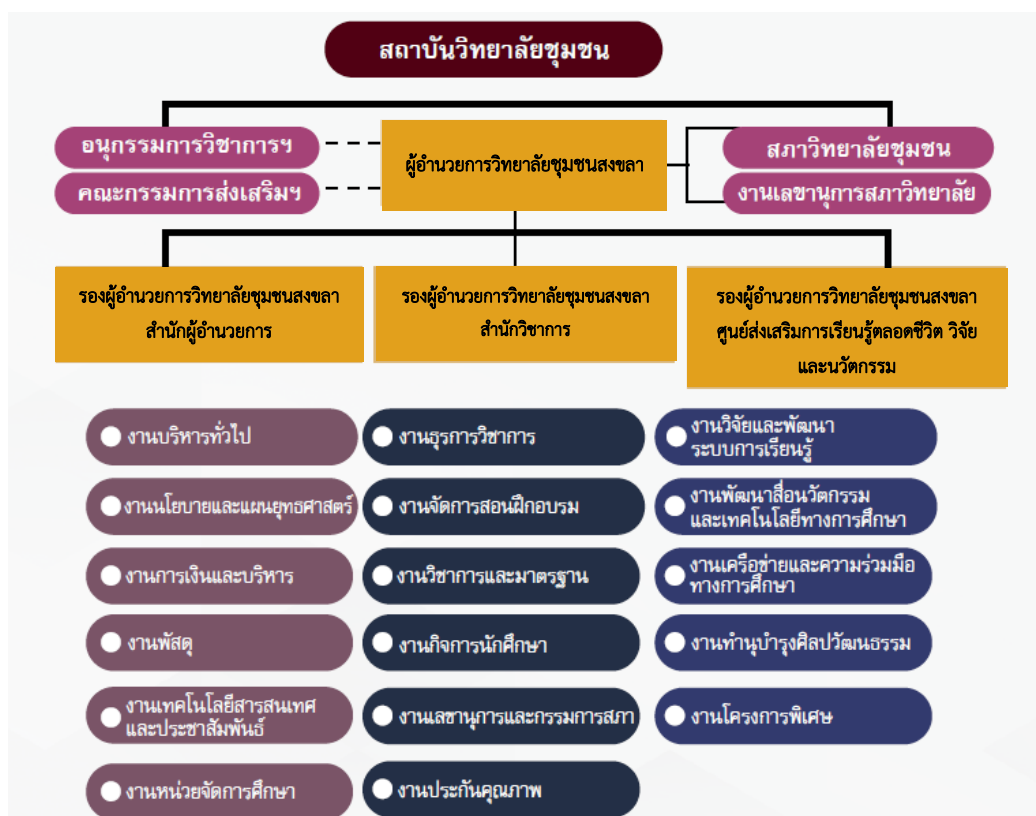 สถาบันวิทยาลัยชุมชน
อนุกรรมการวิชาการฯ
คณะกรรมการส่งเสริมฯ
ผู้อำนวยการวิทยาลัยชุมชนสงขลา
สภาวิทยาลัยชุมชน
งานเลขานุการสภาวิทยาลัย
รองผู้อำนวยการวิทยาลัยชุมชนสงขลา
สำนักผู้อำนวยการ
รองผู้อำนวยการวิทยาลัยชุมชนสงขลา
สำนักวิชาการ
รองผู้อำนวยการวิทยาลัยชุมชนสงขลา
ศูนย์ส่งเสริมการเรียนรู้ตลอดชีวิต วิจัย
และนวัตกรรม
งานบริหารทั่วไป
งานนโยบายและแผนยุทธศาสตร์
งานการเงินและบริหาร
งานพัสดุ
งานเทคโนโลยีสารสนเทศ
และประชาสัมพันธ์
งานหน่วยจัดการศึกษา
งานธุรการวิชาการ
งานจัดการสอนฝึกอบรม
งานวิชาการและมาตรฐาน
งานกิจการนักศึกษา
งานเลขานุการและกรรมการสภา
งานประกันคุณภาพ
งานวิจัยและพัฒนา
ระบบการเรียนรู้
งานพัฒนาสื่อนวัตกรรม
และเทคโนโลยีทางการศึกษา
งานเครือข่ายและความร่วมมือ
ทางการศึกษา
งานทำนุบำรุงศิลปวัฒนธรรม
งานโครงการพิเศษ